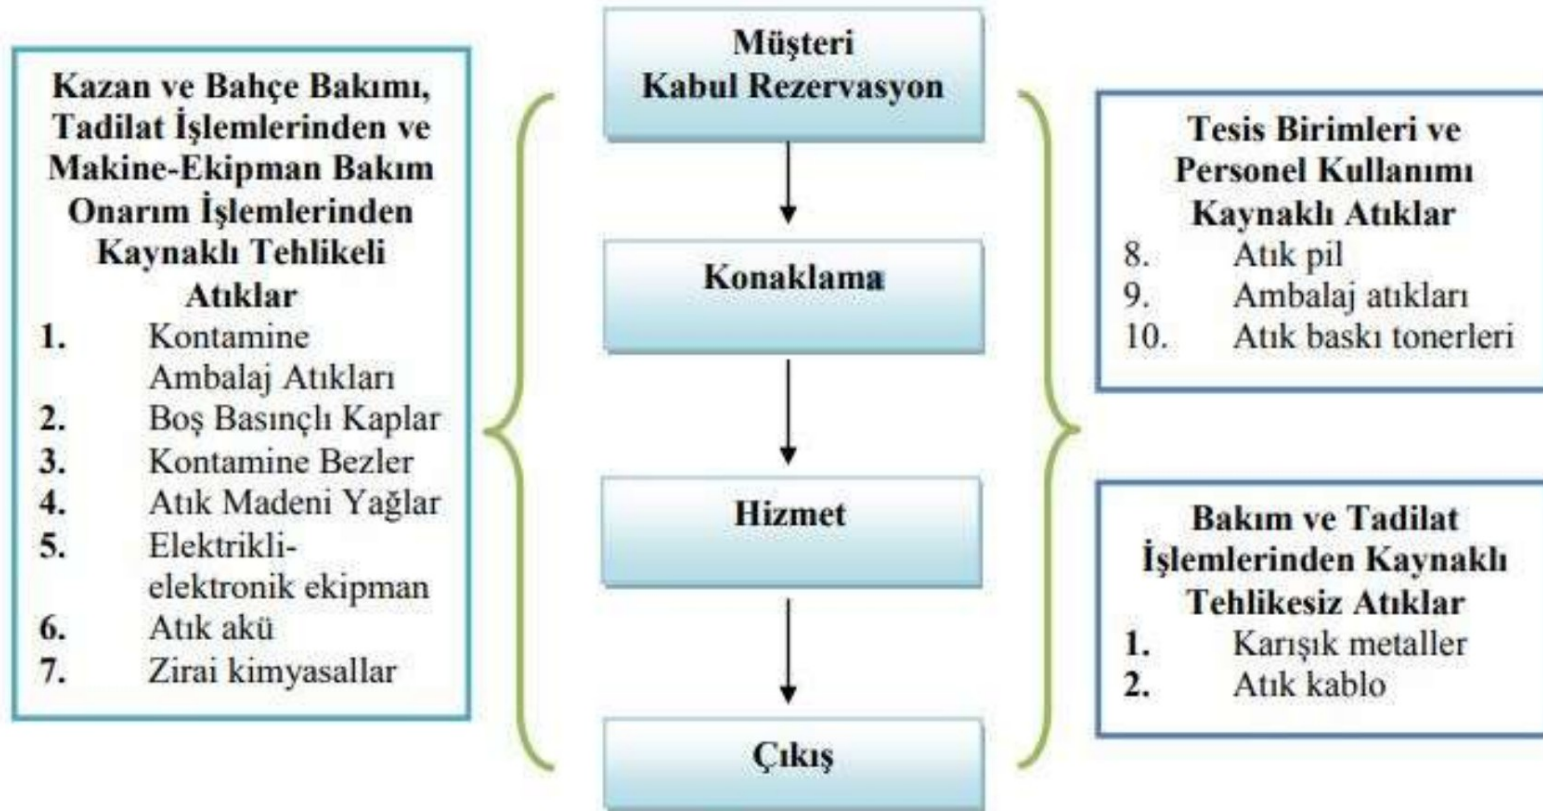 Kazan ve Bahçe Bakımı,
Tadilat İşlemlerinden ve
Makine-Ekipman Bakım
Onarım İşlemlerinden
Kaynaklı Tehlikeli
Atıklar
1. Kontamine
Ambalaj Atıkları
2. Boş Basınçlı Kaplar
3. Kontamine Bezler
4. Atık Madeni Yağlar
5. Elektrikli-
elektronik ekipman
6. Atık akü
7. Zirai kimyasallar
Müşteri
Kabul Rezervasyon
Konaklama
Hizmet
Çıkış
Tesis Birimleri ve
Personel Kullanımı
Kaynaklı Atıklar
8. Atık pil
9. Ambalaj atıkları
10. Atık baskı tonerleri
Bakım ve Tadilat
İşlemlerinden Kaynaklı
Tehlikesiz Atıklar
1. Karışık metaller
2. Atık kablo